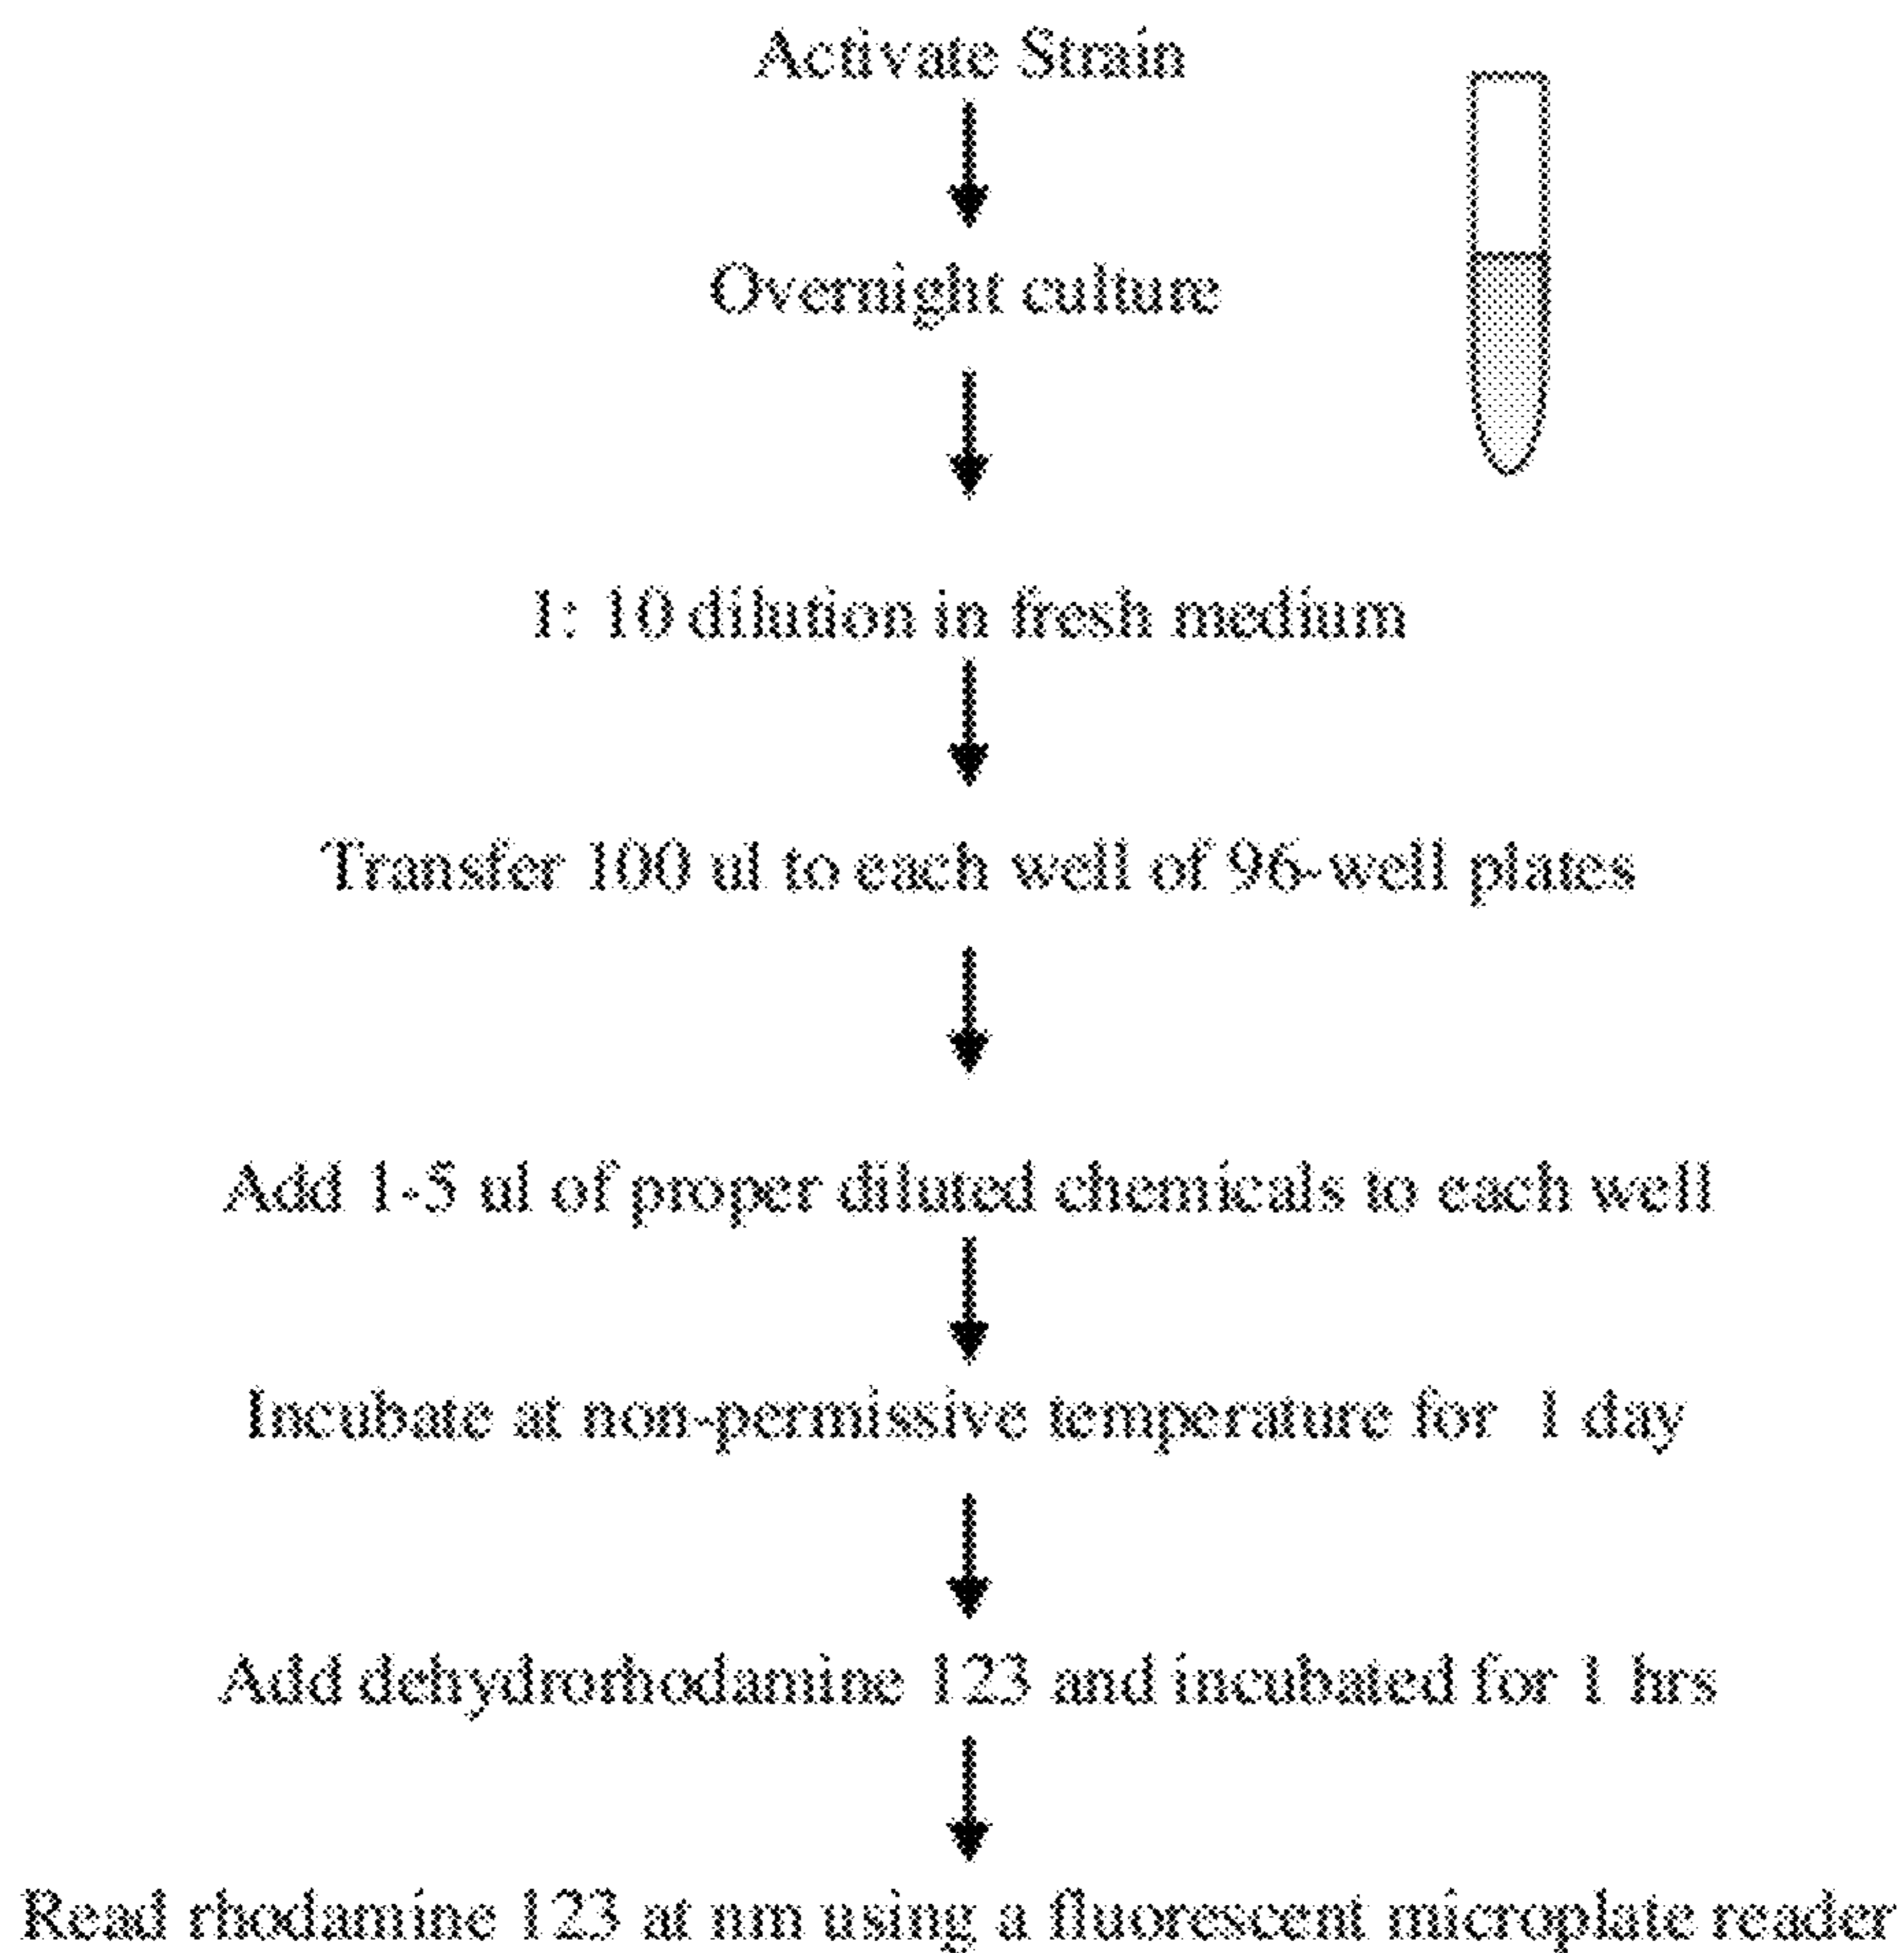 Activate Strain
Overnight culture
1: 10 dilution in fresh medium
Transfer 100 ul to each well of 96-well plates
Add 1-5 ul of proper diluted chemicals to each well
Incubate at non-permissive temperature for 1 day
Add dehydrorhodamine 123 and incubated for 1 hrs
Read rhodamine 123 at nm using a fluorescent microplate reader